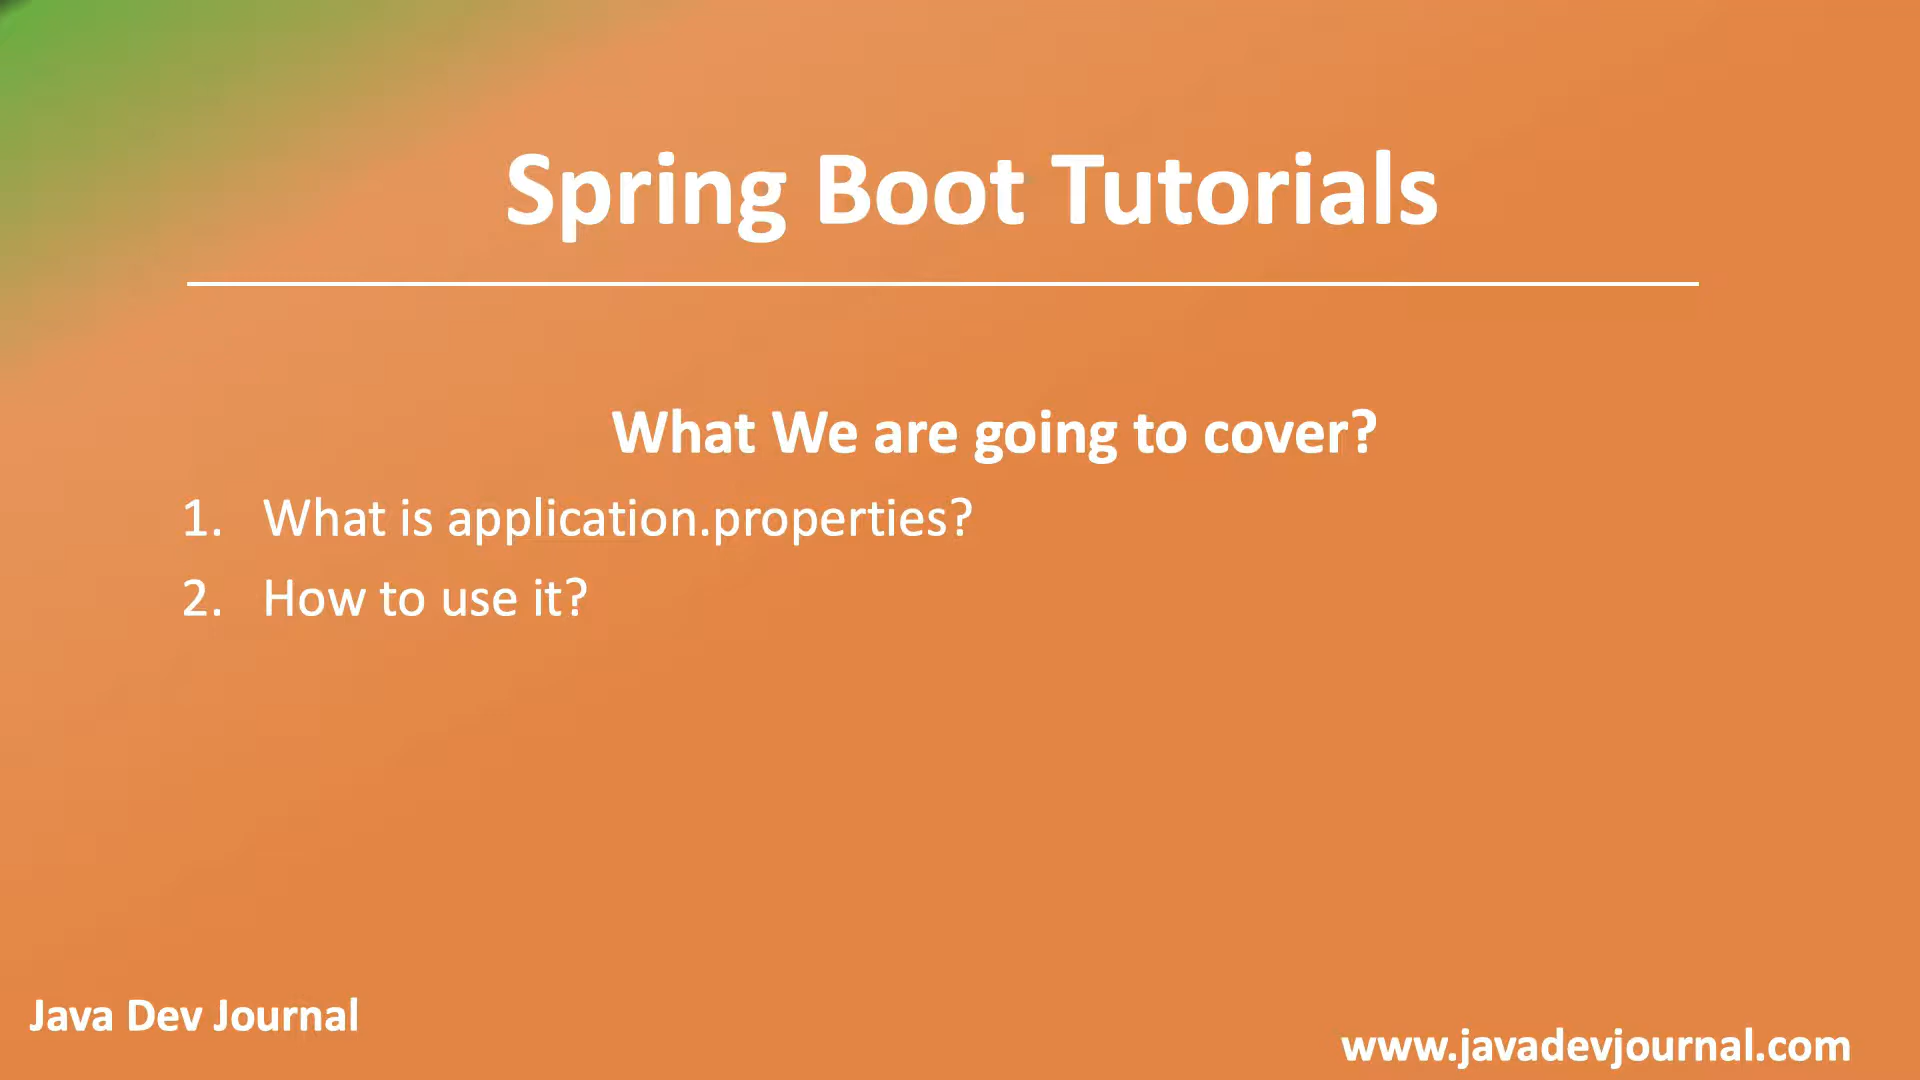 Spring Boot Tutorials
What We are going to cover?
1. What is application.properties?
2. How to use it?
Java Dev Journal
www.javadevjournal.com